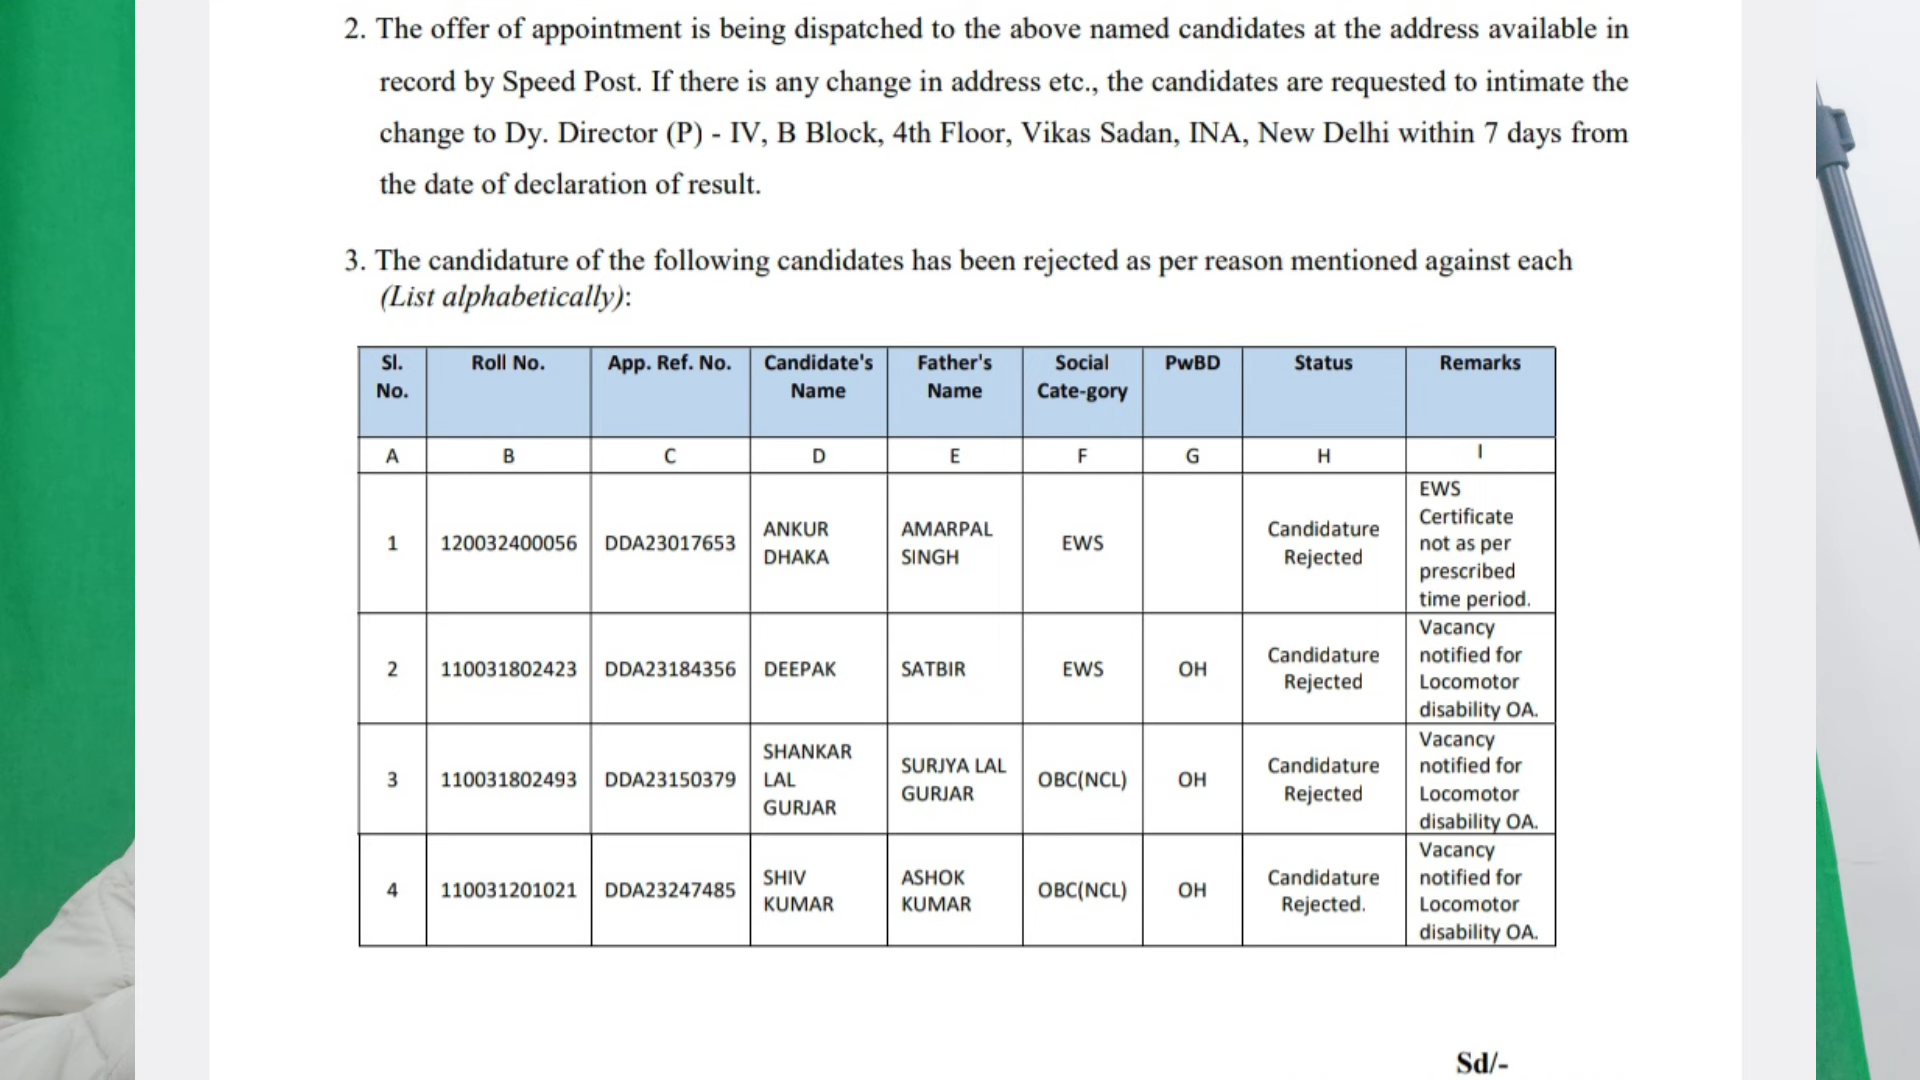 2. The offer of appointment is being dispatched to the above named candidates at the address available in
record by Speed Post. If there is any change in address etc., the candidates are requested to intimate the
change to Dy. Director (P) - IV, B Block, 4th Floor, Vikas Sadan, INA, New Delhi within 7 days from
the date of declaration of result.
3. The candidature of the following candidates has been rejected as per reason mentioned against each
(List alphabetically):
Sl. No. Roll No. App. Ref. No. Candidate's Name Father's Name Social Cate-gory PwBD Status Remarks
A B C D E F G H I
1 120032400056 DDA23017653 ANKUR DHAKA AMARPAL SINGH EWS Candidature Rejected EWS Certificate not as per prescribed time period.
2 110031802423 DDA23184356 DEEPAK SATBIR EWS OH Candidature Rejected Vacancy notified for Locomotor disability OA.
3 110031802493 DDA23150379 SHANKAR LAL GURJAR SURJYA LAL GURJAR OBC(NCL) OH Candidature Rejected Vacancy notified for Locomotor disability OA.
4 110031201021 DDA23247485 SHIV KUMAR ASHOK KUMAR OBC(NCL) OH Candidature Rejected. Vacancy notified for Locomotor disability OA.
Sd/-